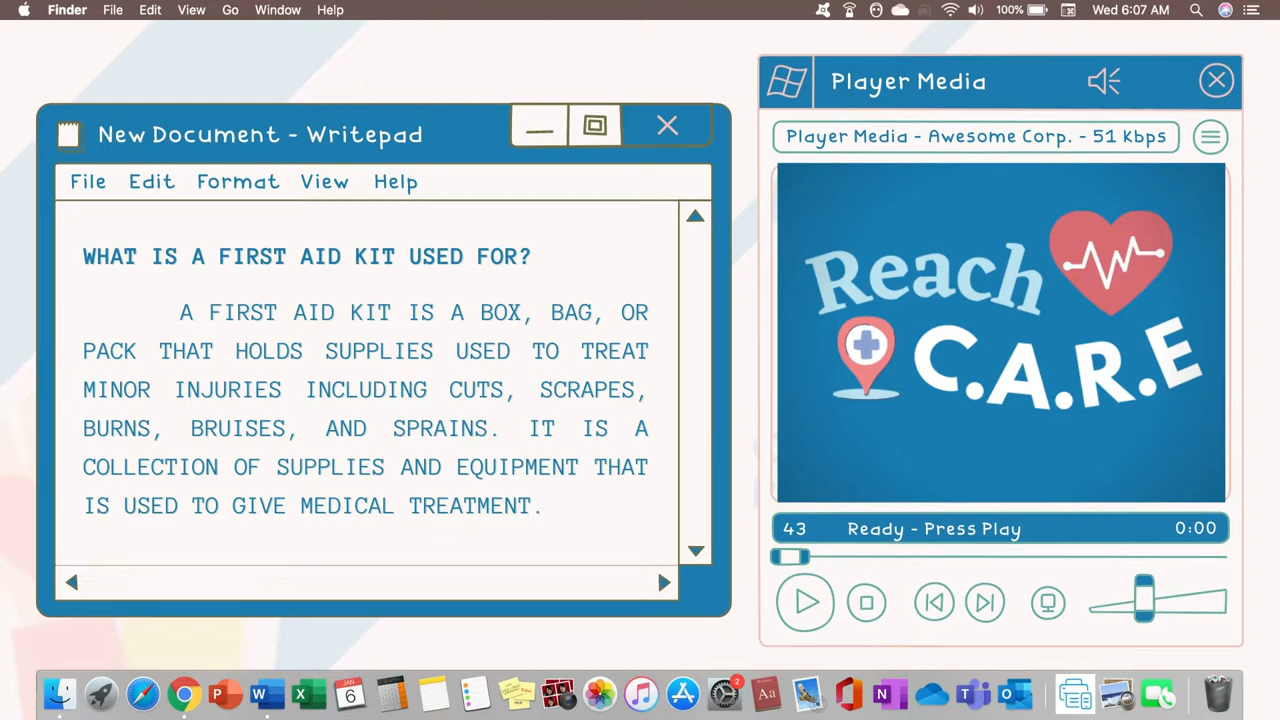 Finder File Edit View Go Window Help 100% Wed 6:07 AM
New Document - Writepad
File Edit Format View Help
WHAT IS A FIRST AID KIT USED FOR?
A FIRST AID KIT IS A BOX, BAG, OR
PACK THAT HOLDS SUPPLIES USED TO TREAT
MINOR INJURIES INCLUDING CUTS, SCRAPES,
BURNS, BRUISES, AND SPRAINS. IT IS A
COLLECTION OF SUPPLIES AND EQUIPMENT THAT
IS USED TO GIVE MEDICAL TREATMENT.
Player Media
Player Media - Awesome Corp. - 51 Kbps
Reach
C.A.R.E
43 Ready - Press Play 0:00
P W X JAN 6 2 Aa N T O